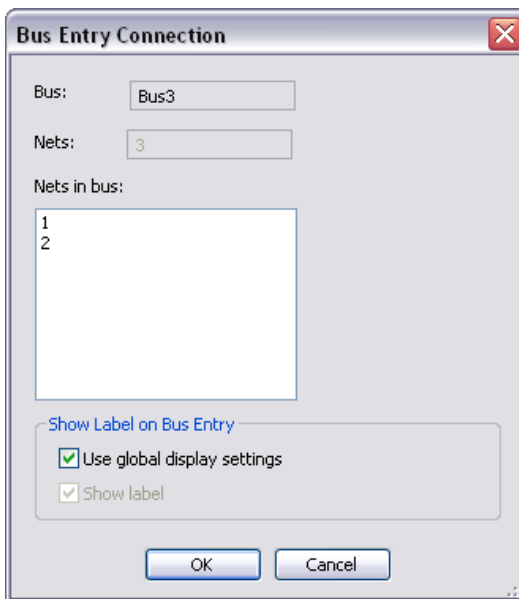 Bus Entry Connection
Bus: Bus3
Nets: 3
Nets in bus:
1
2
Show Label on Bus Entry
Use global display settings
Show label
OK Cancel